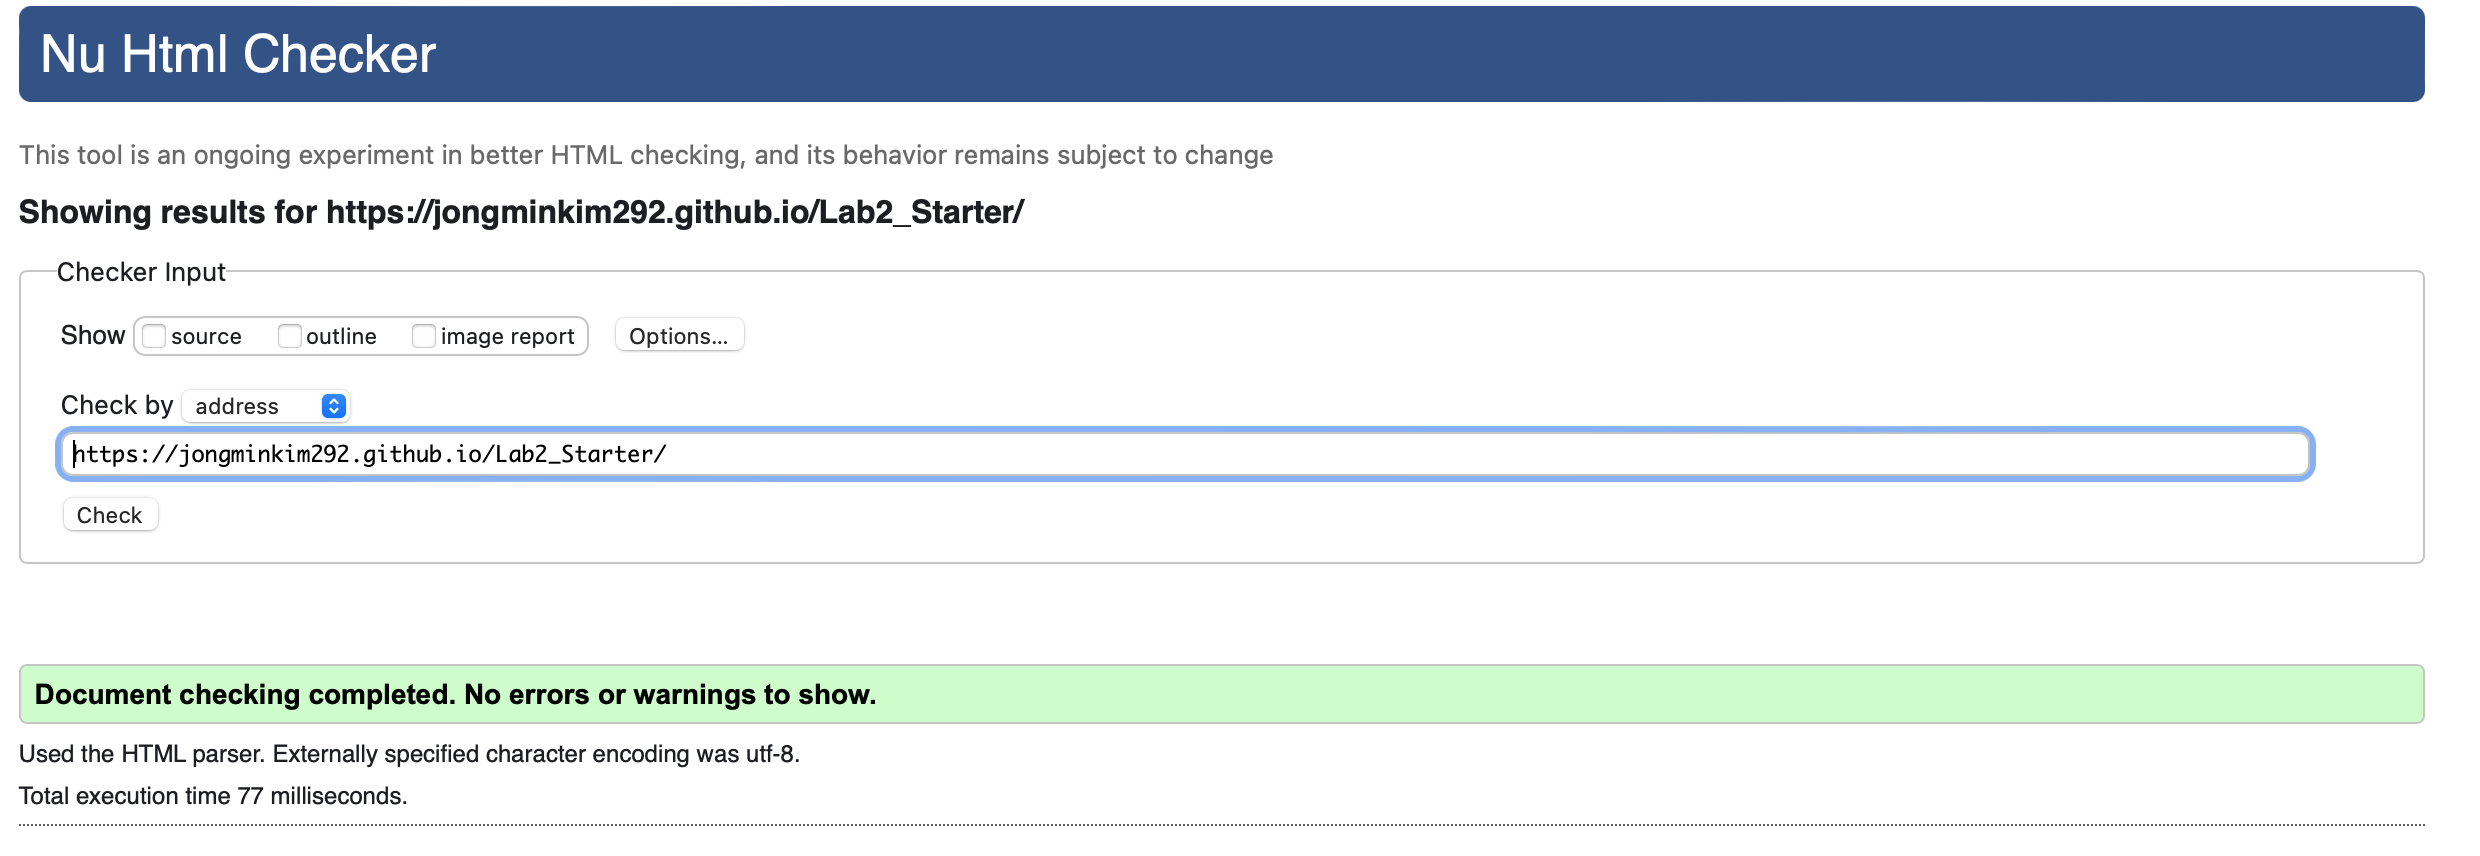 Nu Html Checker
This tool is an ongoing experiment in better HTML checking, and its behavior remains subject to change
Showing results for https://jongminkim292.github.io/Lab2_Starter/
Checker Input
Show source outline image report Options...
Check by address
https://jongminkim292.github.io/Lab2_Starter/
Check
Document checking completed. No errors or warnings to show.
Used the HTML parser. Externally specified character encoding was utf-8.
Total execution time 77 milliseconds.